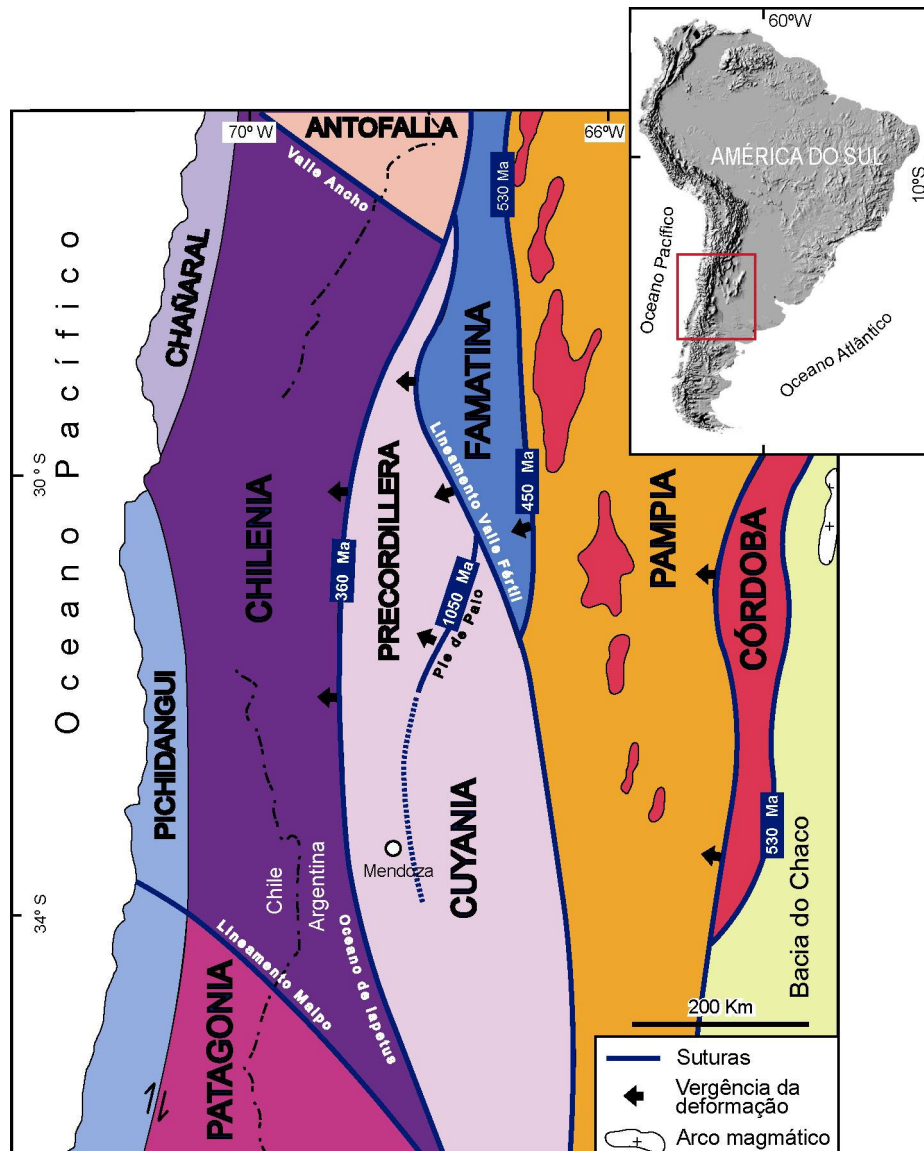 60ºW
AMÉRICA DO SUL
10ºS
Oceano Pacífico
Oceano Atlântico
70º W
66º W
30º S
34º S
Oceano Pacífico
ANTOFALLA
Valle Ancho
530 Ma
CHAÑARAL
FAMATINA
CHILENIA
PRECORDILLERA
Lineamento Valle Fértil
450 Ma
PAMPIA
CÓRDOBA
360 Ma
1050 Ma
Pie de Palo
PICHIDANGUI
Chile
Argentina
Mendoza
CUYANIA
530 Ma
Bacia do Chaco
Lineamento Maipo
Oceano de Iapetus
PATAGONIA
200 Km
Suturas
Vergência da
deformação
Arco magmático